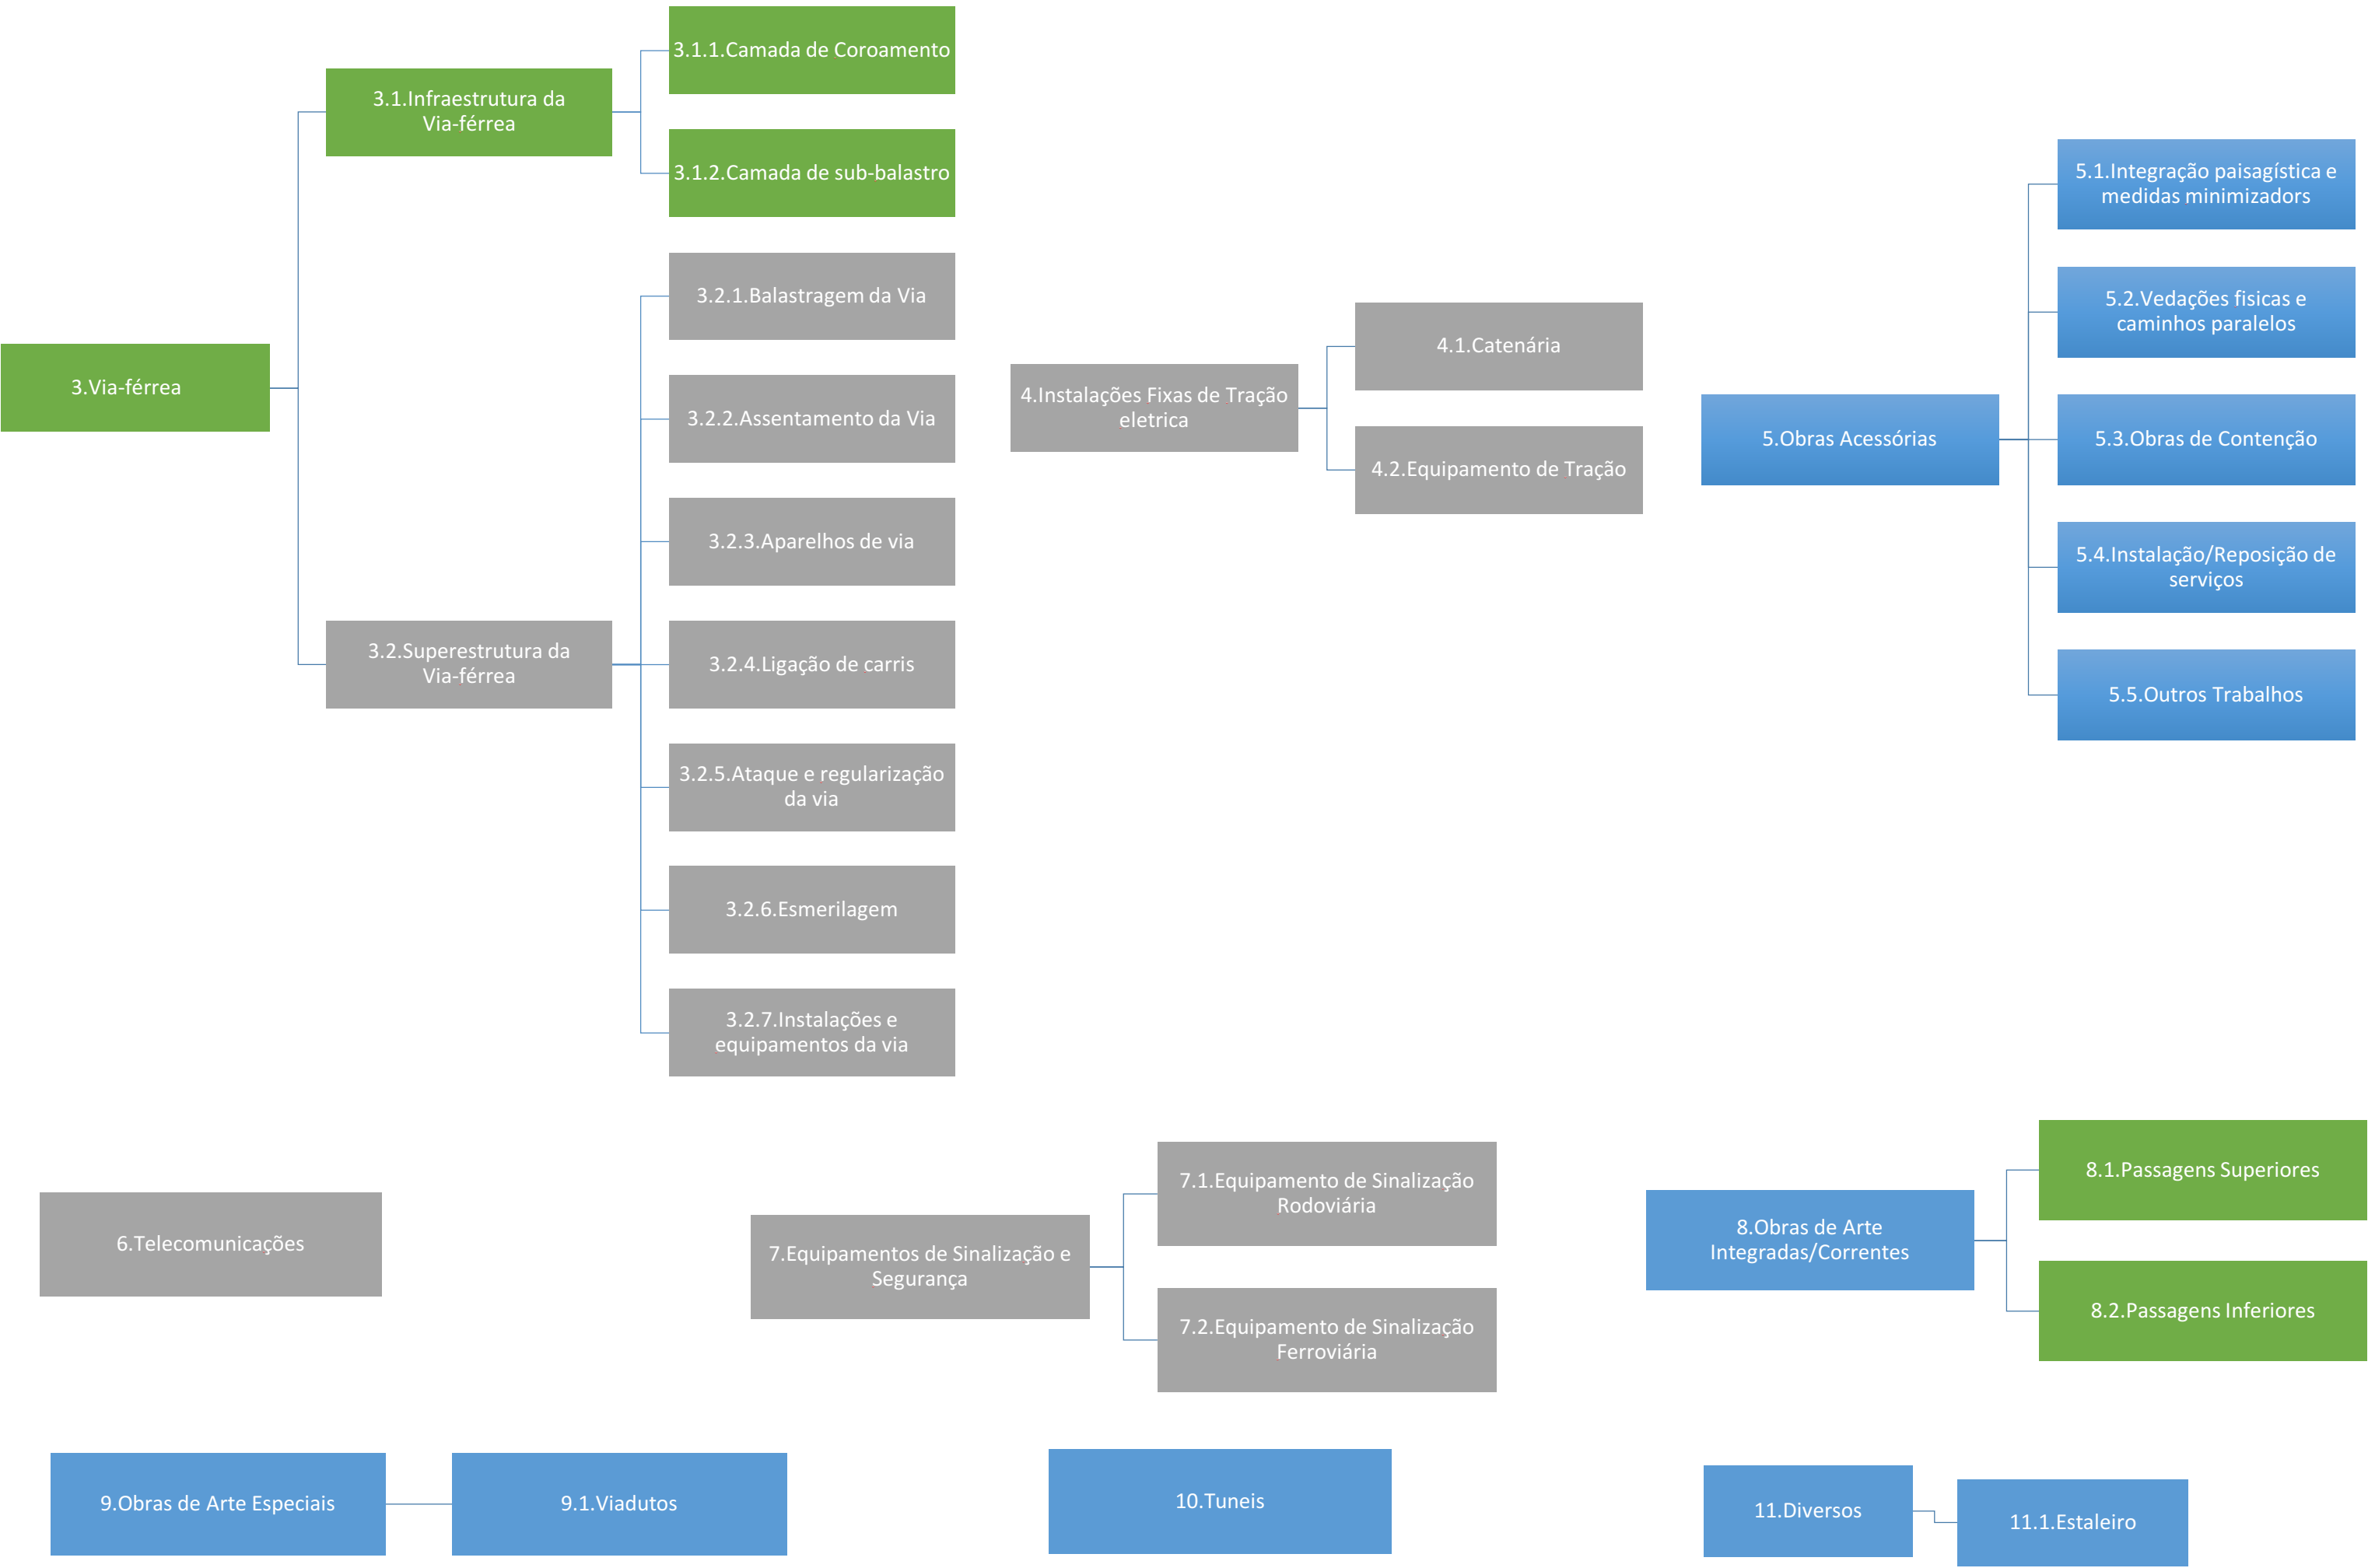 3.Via-férrea
3.1.Infraestrutura da
Via-férrea
3.1.1.Camada de Coroamento
3.1.2.Camada de sub-balastro
3.2.Superestrutura da
Via-férrea
3.2.1.Balastragem da Via
3.2.2.Assentamento da Via
3.2.3.Aparelhos de via
3.2.4.Ligação de carris
3.2.5.Ataque e regularização
da via
3.2.6.Esmerilagem
3.2.7.Instalações e
equipamentos da via
4.Instalações Fixas de Tração
eletrica
4.1.Catenária
4.2.Equipamento de Tração
5.Obras Acessórias
5.1.Integração paisagística e
medidas minimizadors
5.2.Vedações fisicas e
caminhos paralelos
5.3.Obras de Contenção
5.4.Instalação/Reposição de
serviços
5.5.Outros Trabalhos
6.Telecomunicações
7.Equipamentos de Sinalização e
Segurança
7.1.Equipamento de Sinalização
Rodoviária
7.2.Equipamento de Sinalização
Ferroviária
8.Obras de Arte
Integradas/Correntes
8.1.Passagens Superiores
8.2.Passagens Inferiores
9.Obras de Arte Especiais
9.1.Viadutos
10.Tuneis
11.Diversos
11.1.Estaleiro